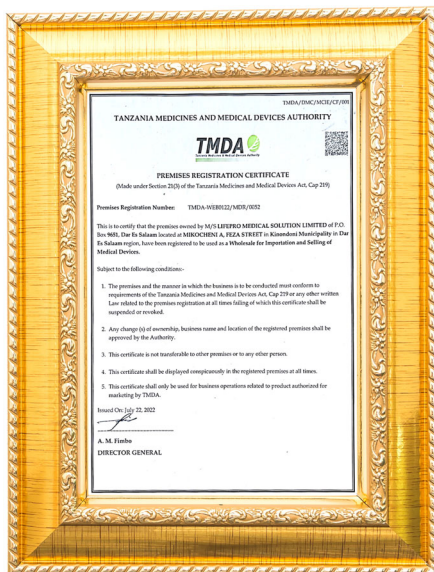 TMDA/DMC/MCIE/CF/001
TANZANIA MEDICINES AND MEDICAL DEVICES AUTHORITY
TMDA
Tanzania Medicines & Medical Devices Authority
PREMISES REGISTRATION CERTIFICATE
(Made under Section 21(3) of the Tanzania Medicines and Medical Devices Act, Cap 219)
Premises Registration Number: TMDA-WEB0122/MDR/0052
This is to certify that the premises owned by M/S LIFEPRO MEDICAL SOLUTION LIMITED of P.O.
Box 9681, Dar Es Salaam located at MIKOCHENI A, FEZA STREET in Kinondoni Municipality in Dar
Es Salaam region, have been registered to be used as a Wholesale for Importation and Selling of
Medical Devices.
Subject to the following conditions:-
1. The premises and the manner in which the business is to be conducted must conform to
requirements of the Tanzania Medicines and Medical Devices Act, Cap 219 or any other written
Law related to the premises registration at all times failing of which this certificate shall be
suspended or revoked.
2. Any change (s) of ownership, business name and location of the registered premises shall be
approved by the Authority.
3. This certificate is not transferable to other premises or to any other person.
4. This certificate shall be displayed conspicuously in the registered premises at all times.
5. This certificate shall only be used for business operations related to product authorized for
marketing by TMDA.
Issued On: July 22, 2022
A. M. Fimbo
DIRECTOR GENERAL